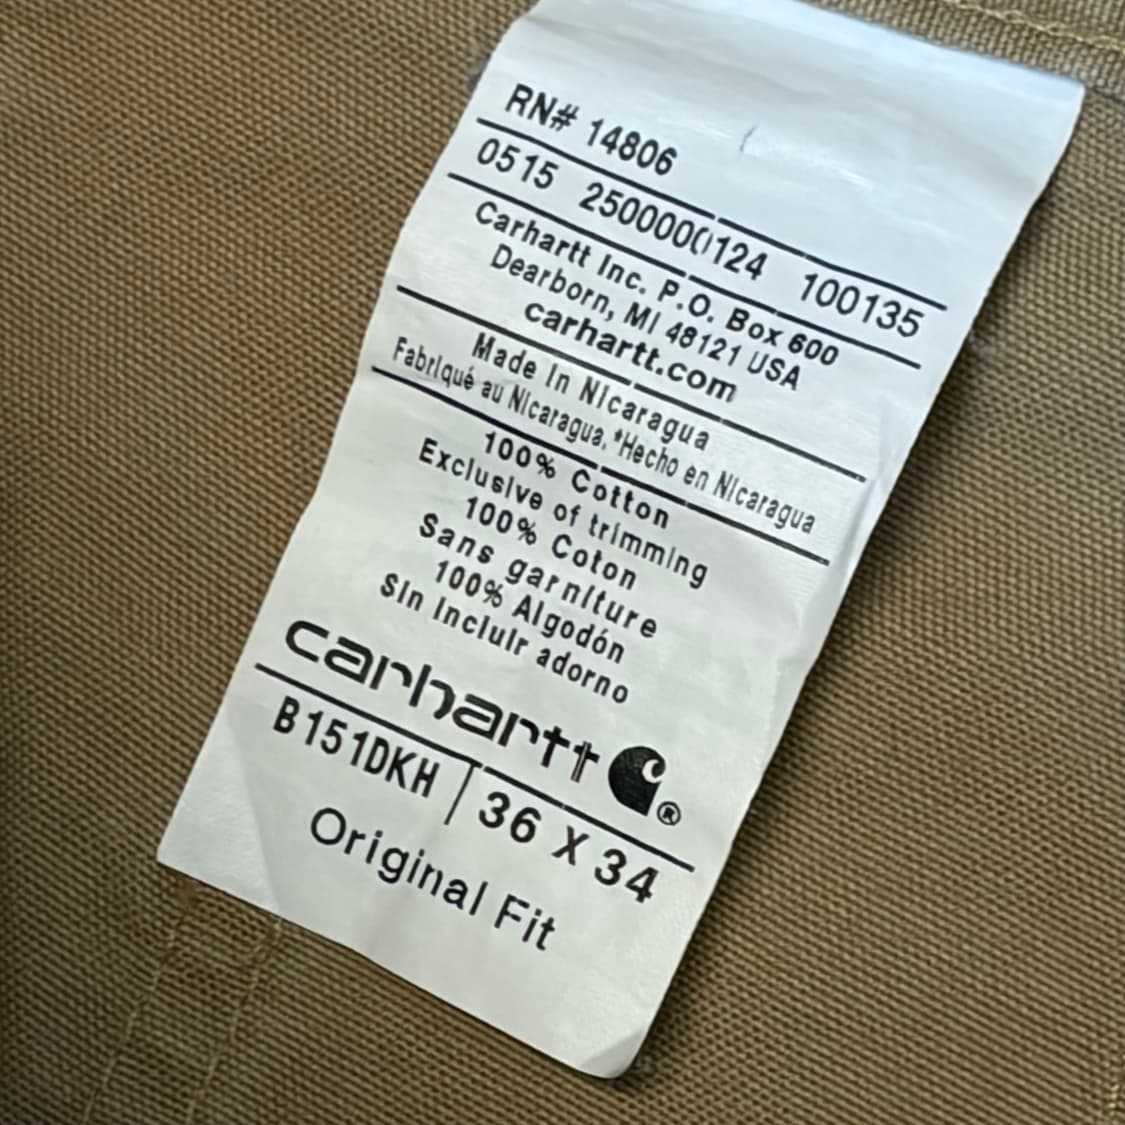 RN# 14806
0515 2500000124 100135
Carhartt Inc. P.O. Box 600
Dearborn, MI 48121 USA
carhartt.com
Made In Nicaragua
Fabriqué au Nicaragua, *Hecho en Nicaragua
100% Cotton
Exclusive of trimming
100% Coton
Sans garniture
100% Algodón
Sin incluir adorno
carhartt ®
B151DKH | 36 X 34
Original Fit